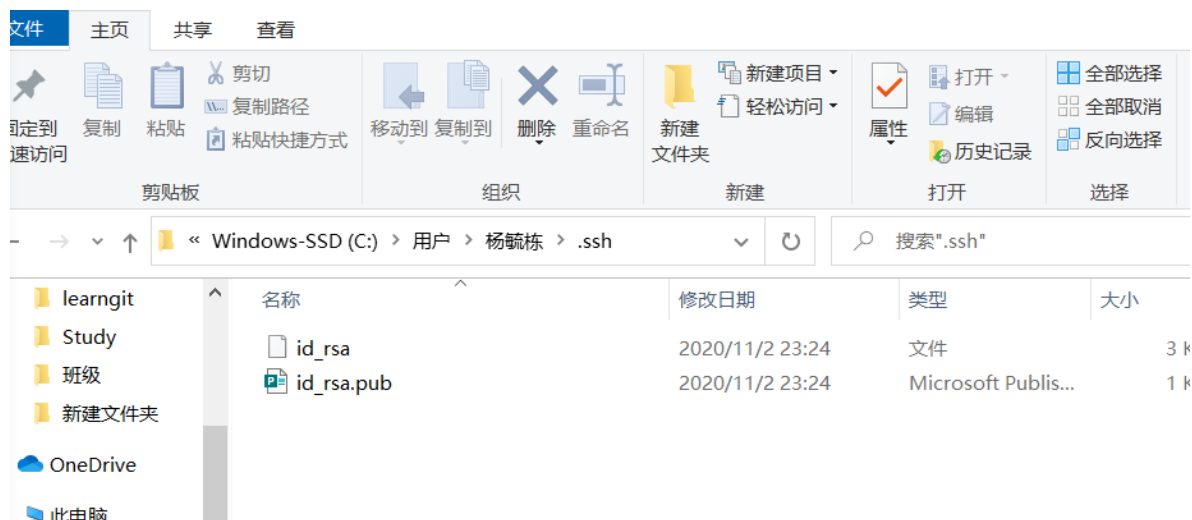 文件 主页 共享 查看
剪切 新建项目 打开 全部选择
复制路径 轻松访问 编辑 全部取消
固定到 复制 粘贴 粘贴快捷方式 移动到 复制到 删除 重命名 新建 属性 历史记录 反向选择
速访问 文件夹
剪贴板 组织 新建 打开 选择
« Windows-SSD (C:) > 用户 > 杨毓栋 > .ssh 搜索".ssh"
learngit 名称 修改日期 类型 大小
Study
id_rsa 2020/11/2 23:24 文件 3 K
班级
id_rsa.pub 2020/11/2 23:24 Microsoft Publis... 1 K
新建文件夹
OneDrive
此电脑